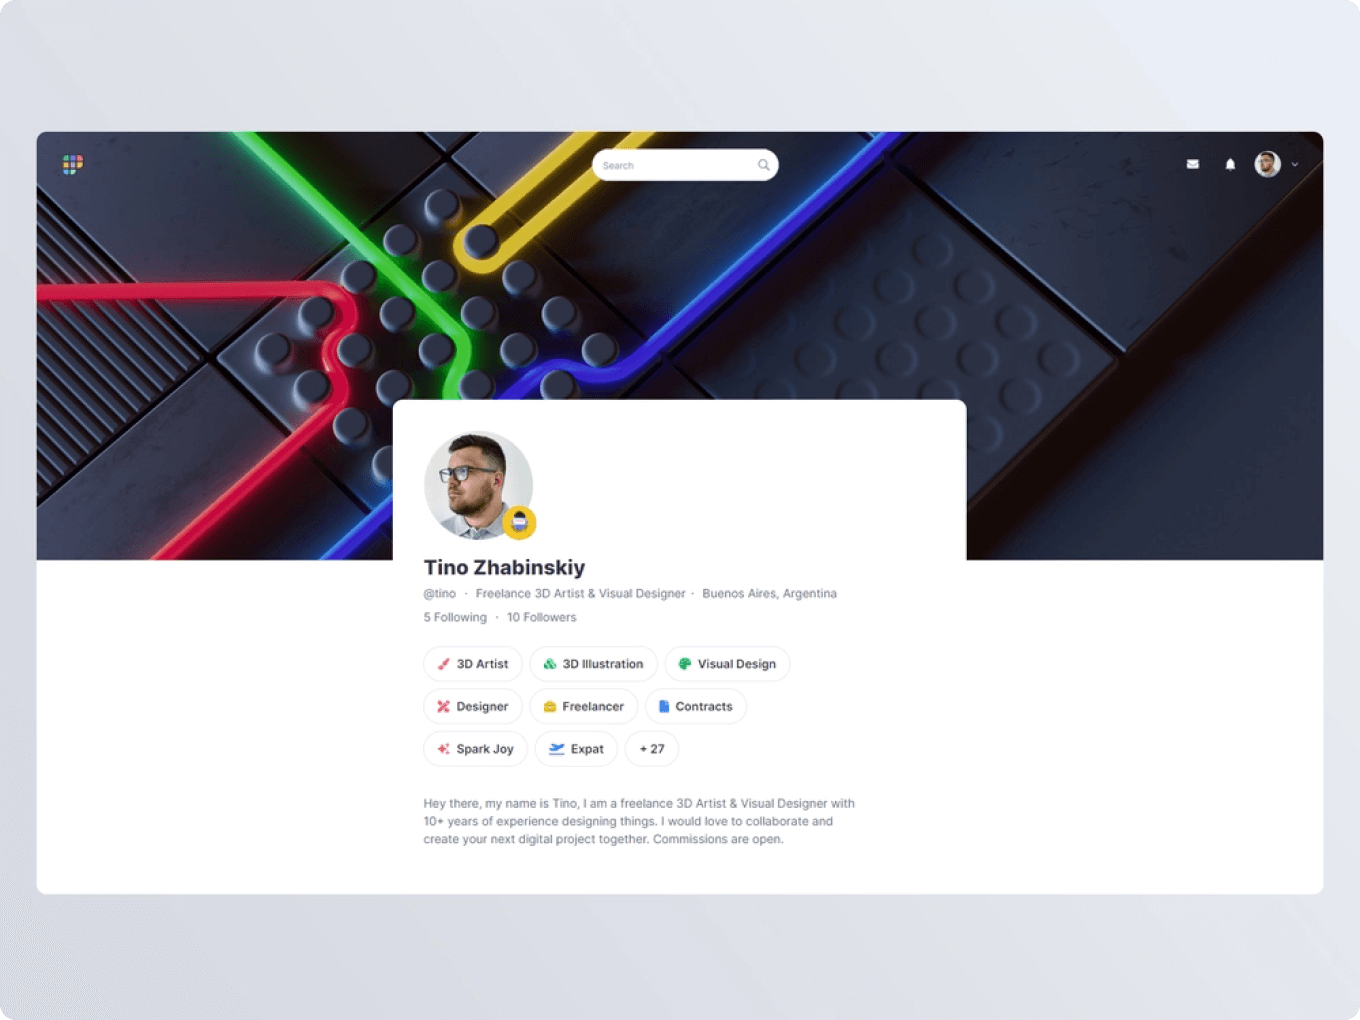 Search
Tino Zhabinskiy
@tino · Freelance 3D Artist & Visual Designer · Buenos Aires, Argentina
5 Following · 10 Followers
3D Artist
3D Illustration
Visual Design
Designer
Freelancer
Contracts
Spark Joy
Expat
+ 27
Hey there, my name is Tino, I am a freelance 3D Artist & Visual Designer with
10+ years of experience designing things. I would love to collaborate and
create your next digital project together. Commissions are open.